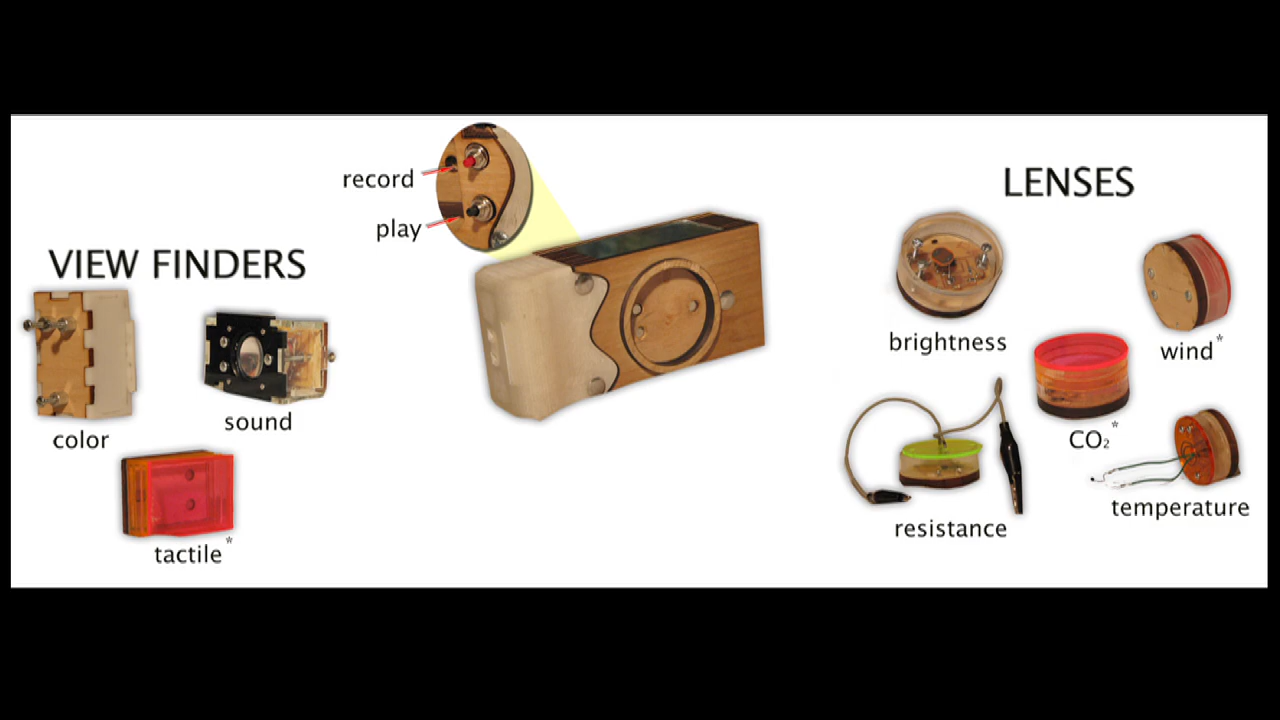 record
play
VIEW FINDERS
color
sound
tactile*
LENSES
brightness
wind*
CO₂*
resistance
temperature